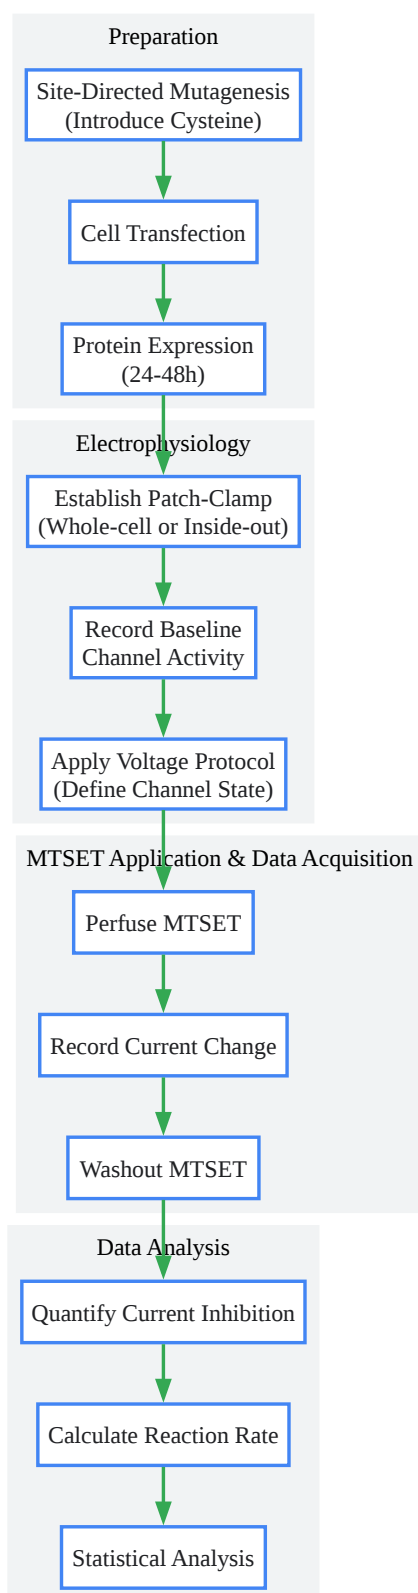 Preparation
Site-Directed Mutagenesis
(Introduce Cysteine)
Cell Transfection
Protein Expression
(24-48h)
Electrophysiology
Establish Patch-Clamp
(Whole-cell or Inside-out)
Record Baseline
Channel Activity
Apply Voltage Protocol
(Define Channel State)
MTSET Application & Data Acquisition
Perfuse MTSET
Record Current Change
Washout MTSET
Data Analysis
Quantify Current Inhibition
Calculate Reaction Rate
Statistical Analysis